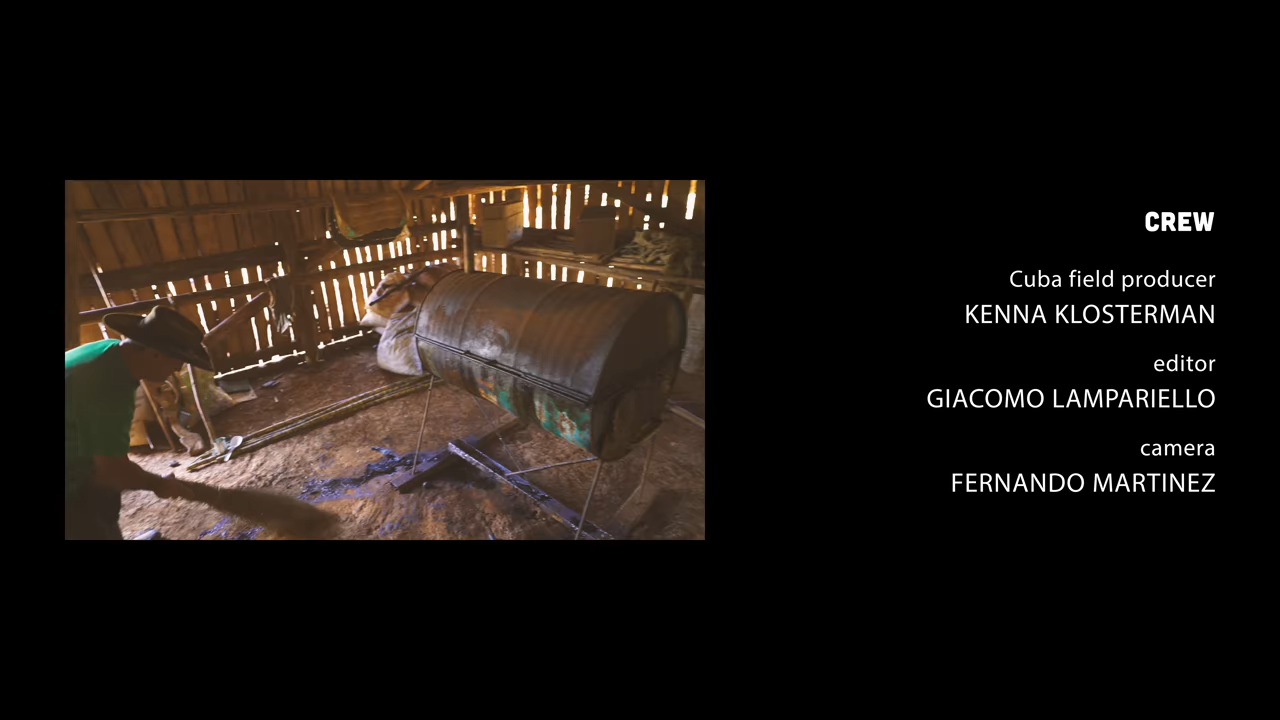 CREW
Cuba field producer
KENNA KLOSTERMAN
editor
GIACOMO LAMPARIELLO
camera
FERNANDO MARTINEZ